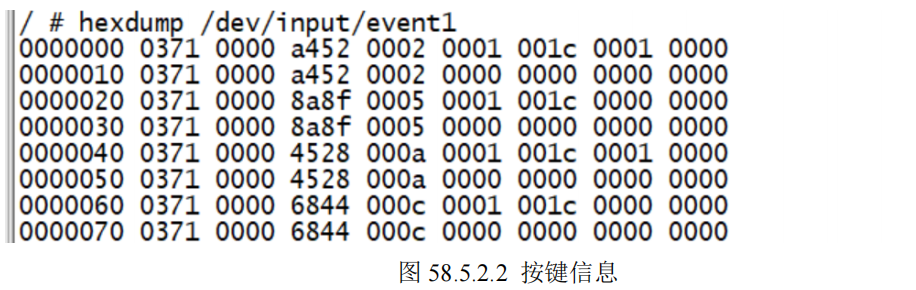 / # hexdump /dev/input/event1
0000000 0371 0000 a452 0002 0001 001c 0001 0000
0000010 0371 0000 a452 0002 0000 0000 0000 0000
0000020 0371 0000 8a8f 0005 0001 001c 0000 0000
0000030 0371 0000 8a8f 0005 0000 0000 0000 0000
0000040 0371 0000 4528 000a 0001 001c 0001 0000
0000050 0371 0000 4528 000a 0000 0000 0000 0000
0000060 0371 0000 6844 000c 0001 001c 0000 0000
0000070 0371 0000 6844 000c 0000 0000 0000 0000
图 58.5.2.2 按键信息